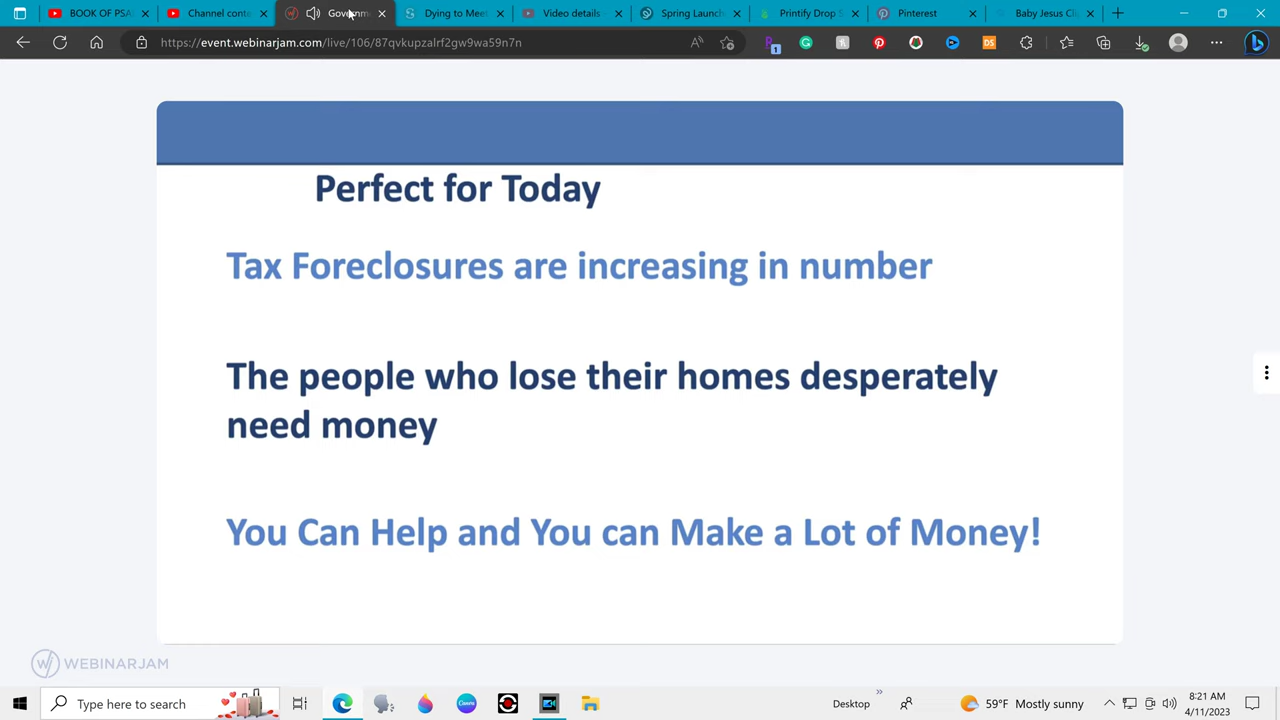 BOOK OF PSA
Channel conte
Governm
Dying to Meet
Video details
Spring Launch
Printify Drop S
Pinterest
Baby Jesus Cli
https://event.webinarjam.com/live/106/87qvkupzalrf2gw9wa59n7n
Perfect for Today
Tax Foreclosures are increasing in number
The people who lose their homes desperately
need money
You Can Help and You can Make a Lot of Money!
WEBINARJAM
Type here to search
Desktop
59°F Mostly sunny
8:21 AM
4/11/2023